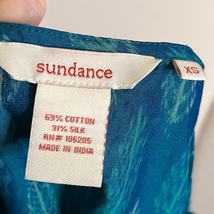 sundance
XS
69% COTTON
31% SILK
RN# 106205
MADE IN INDIA